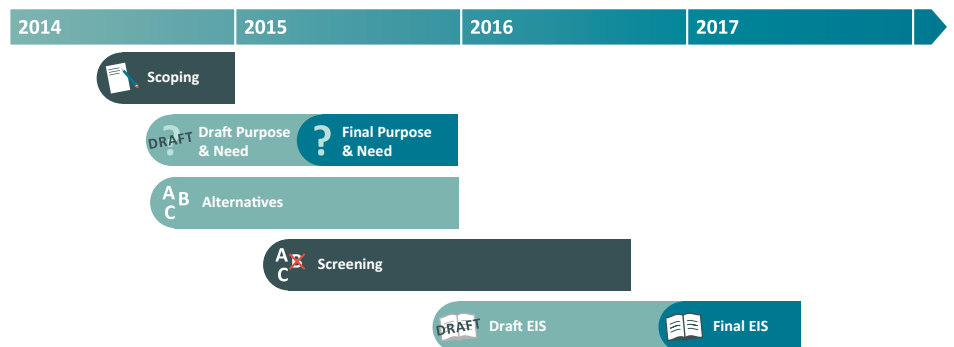 2014 2015 2016 2017
Scoping
DRAFT ? Draft Purpose
& Need
? Final Purpose
& Need
A B
C
Alternatives
A B
C
Screening
DRAFT Draft EIS
Final EIS